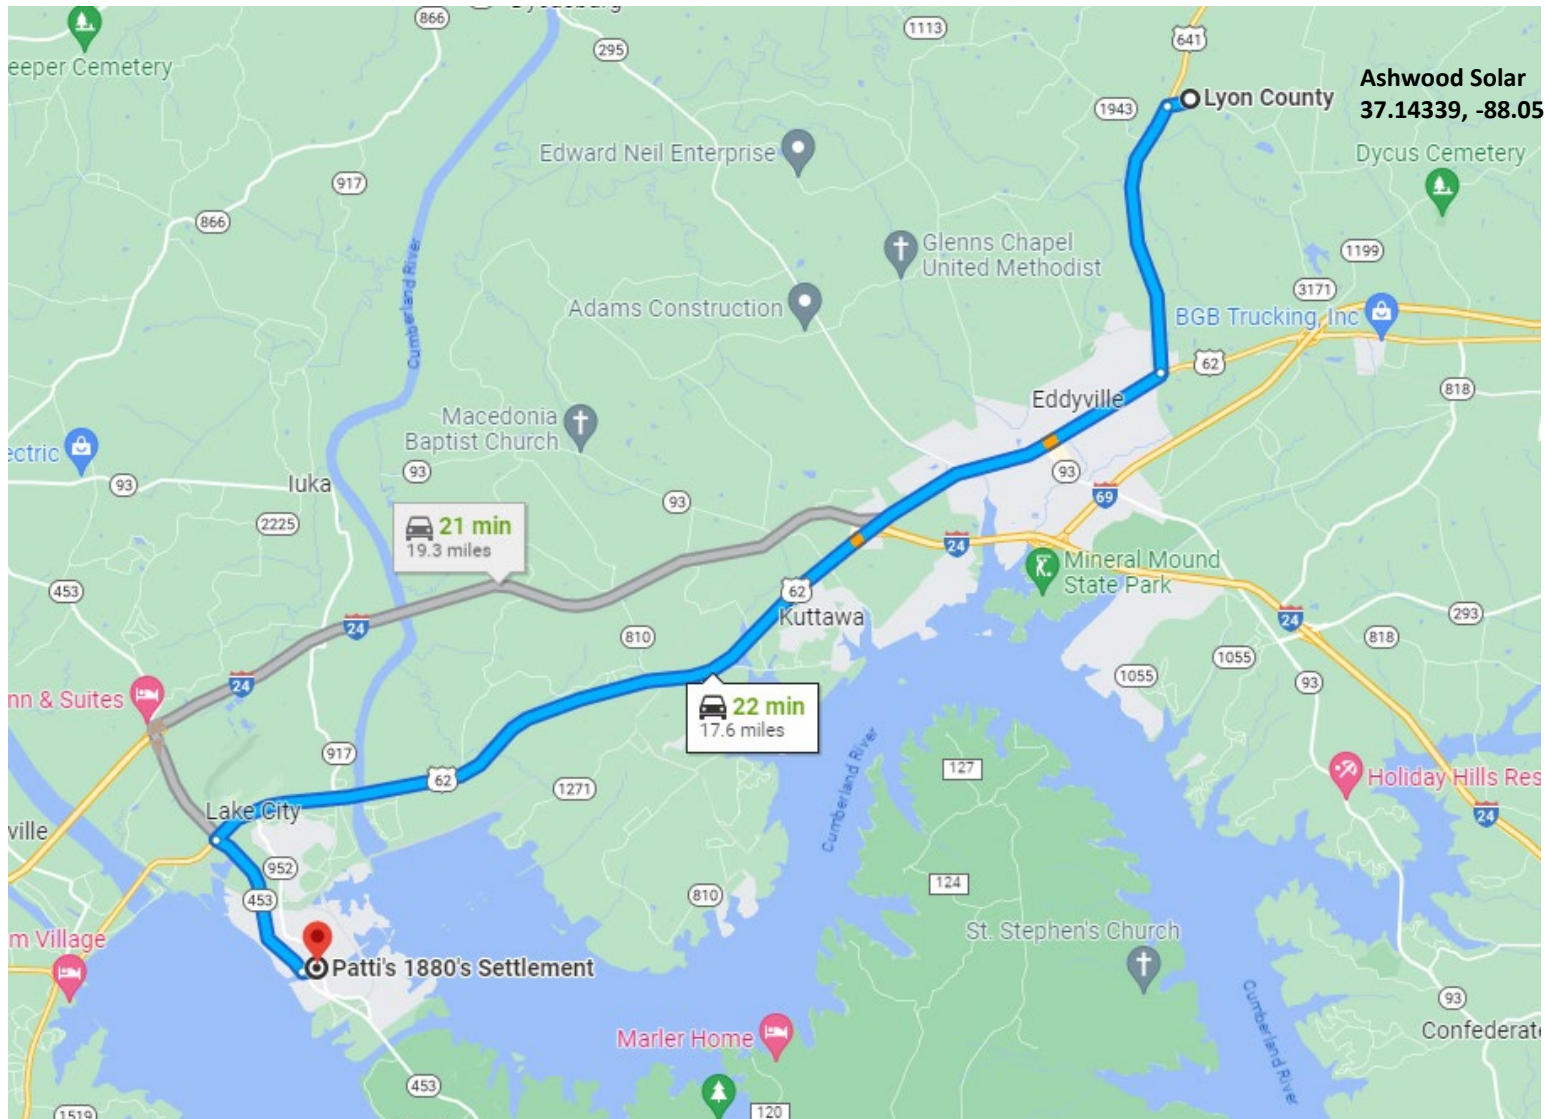 Dycusburg
866
1113
641
295
eeper Cemetery
Ashwood Solar
37.14339, -88.05
Lyon County
1943
Dycus Cemetery
Edward Neil Enterprise
917
866
Glenns Chapel
United Methodist
1199
3171
Cumberland River
Adams Construction
BGB Trucking, Inc
62
818
Eddyville
Macedonia
Baptist Church
ectric
93
93
93
69
Iuka
93
2225
21 min
19.3 miles
24
Mineral Mound
State Park
453
62
Kuttawa
24
810
24
293
818
1055
1055
93
24
nn & Suites
22 min
17.6 miles
917
62
1271
Cumberland River
127
Holiday Hills Res
24
Lake City
ville
952
453
810
124
m Village
St. Stephen's Church
Patti's 1880's Settlement
93
Cumberland River
Marler Home
Confederate
453
1519
120